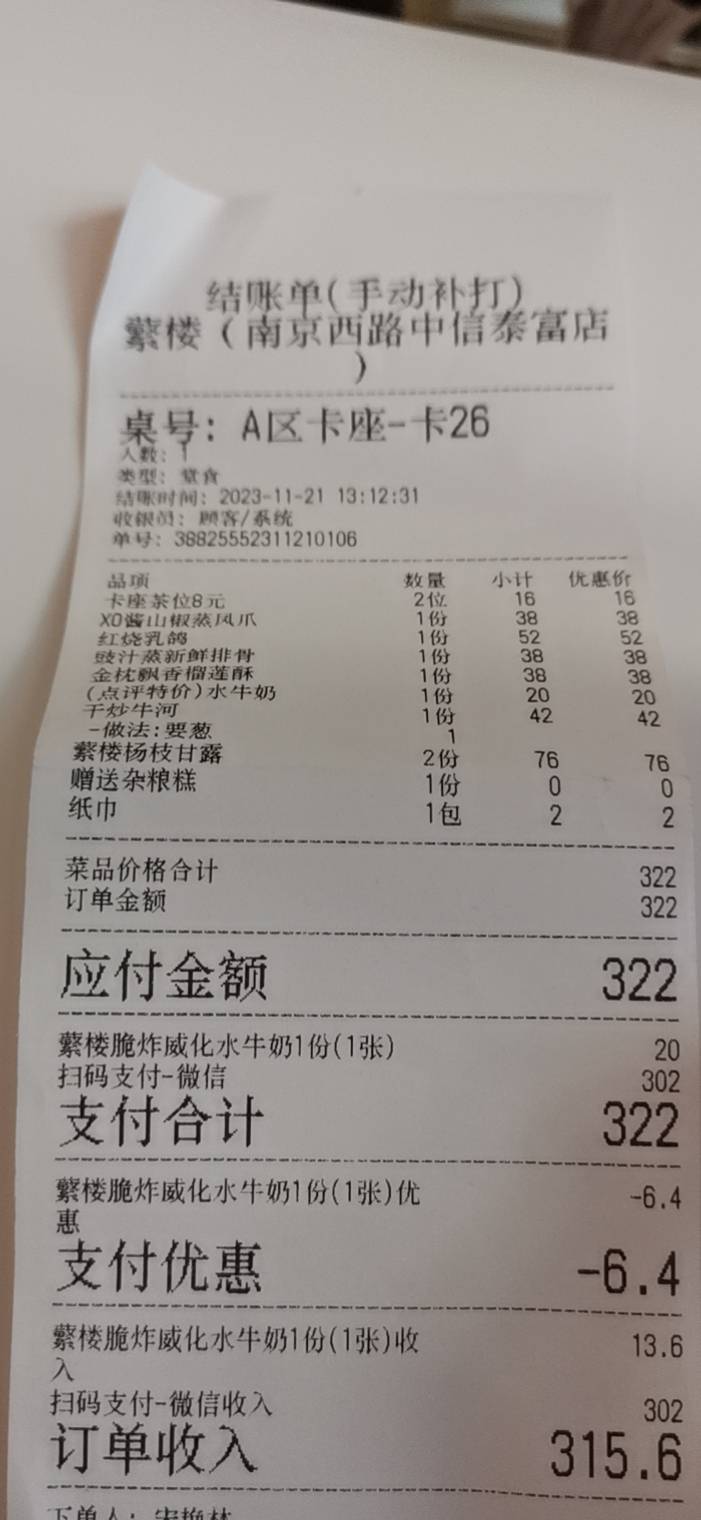 结账单(手动补打)
蘩楼（南京西路中信泰富店
）
桌号: A区卡座-卡26
人数: 1
类型: 堂食
结账时间: 2023-11-21 13:12:31
收银员: 顾客/系统
单号: 38825552311210106
品项 数量 小计 优惠价
卡座茶位8元 2位 16 16
XO酱山椒蒸凤爪 1份 38 38
红烧乳鸽 1份 52 52
豉汁蒸新鲜排骨 1份 38 38
金枕飘香榴莲酥 1份 38 38
(点评特价)水牛奶 1份 20 20
干炒牛河 1份 42 42
-做法:要葱 1
蘩楼杨枝甘露 2份 76 76
赠送杂粮糕 1份 0 0
纸巾 1包 2 2
菜品价格合计 322
订单金额 322
应付金额 322
蘩楼脆炸威化水牛奶1份(1张) 20
扫码支付-微信 302
支付合计 322
蘩楼脆炸威化水牛奶1份(1张)优 -6.4
惠
支付优惠 -6.4
蘩楼脆炸威化水牛奶1份(1张)收 13.6
入
扫码支付-微信收入 302
订单收入 315.6
下单人: